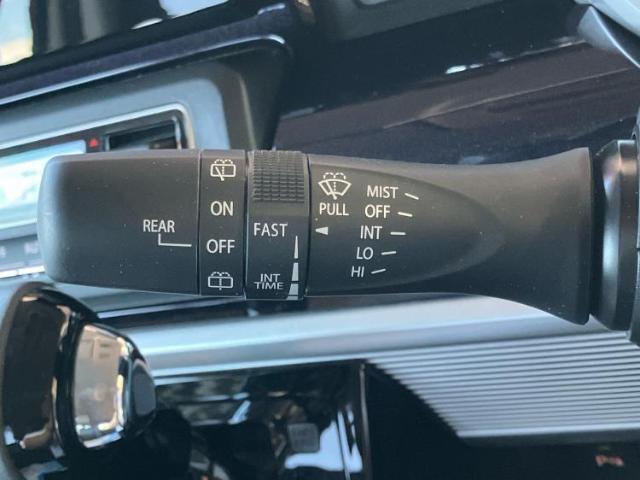 REAR
ON
OFF
FAST
INT
TIME
PULL
MIST
OFF
INT
LO
HI